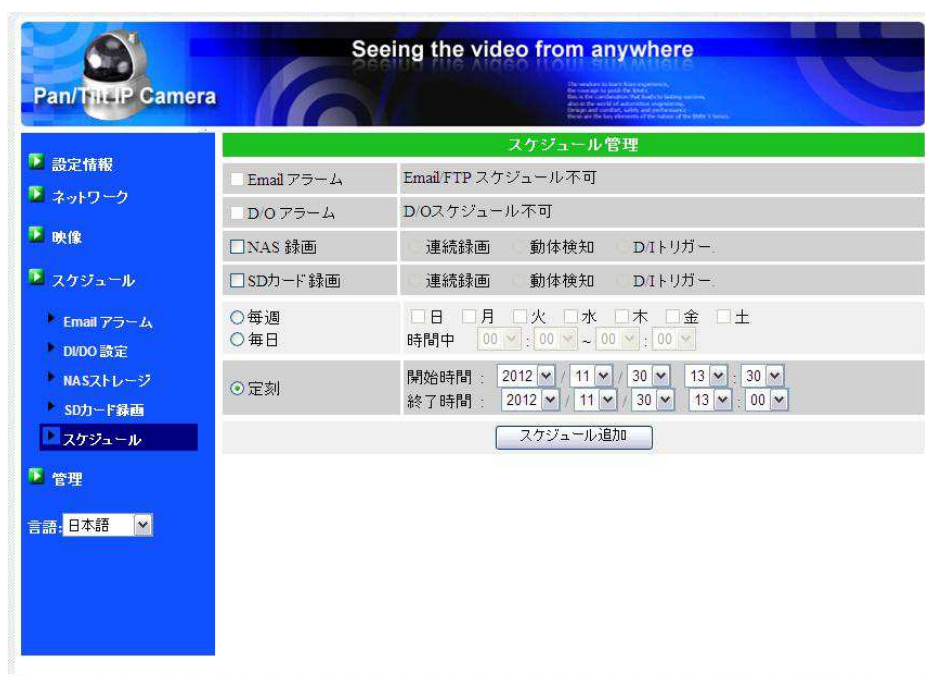 Seeing the video from anywhere
Pan/Tilt IP Camera
設定情報
ネットワーク
映像
スケジュール
Email アラーム
DI/DO 設定
NASストレージ
SDカード録画
スケジュール
管理
言語: 日本語
スケジュール管理
Email アラーム Email/FTP スケジュール不可
D/O アラーム D/Oスケジュール不可
NAS 録画 連続録画 動体検知 D/Iトリガー.
SDカード録画 連続録画 動体検知 D/Iトリガー.
毎週 日 月 火 水 木 金 土
毎日 時間中 00 : 00 ~ 00 : 00
定刻
開始時間 : 2012 / 11 / 30 13 : 30
終了時間 : 2012 / 11 / 30 13 : 00
スケジュール追加